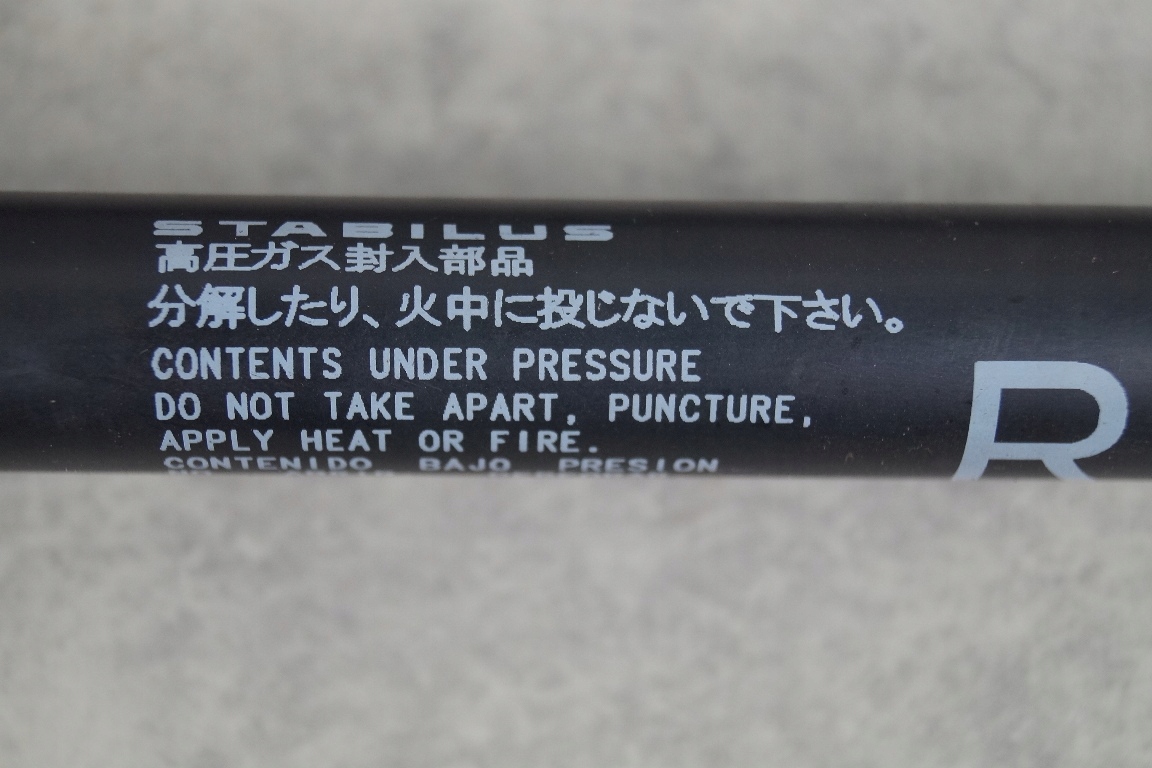 STABILUS
高圧ガス封入部品
分解したり、火中に投じないで下さい。
CONTENTS UNDER PRESSURE
DO NOT TAKE APART, PUNCTURE,
APPLY HEAT OR FIRE.
CONTENIDO BAJO PRESION
R